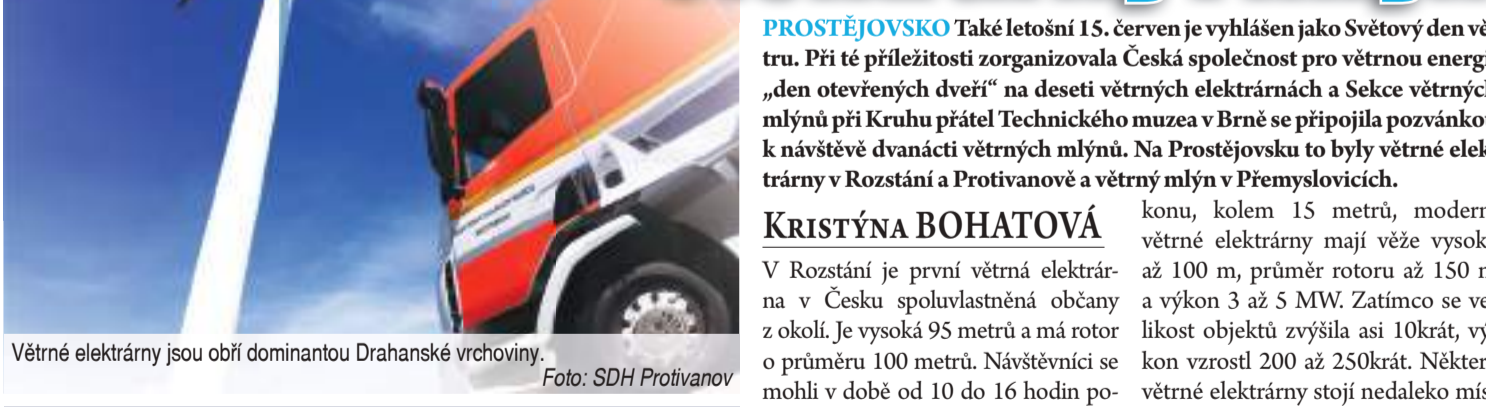 Větrné elektrárny jsou obří dominantou Drahanské vrchoviny.
Foto: SDH Protivanov
PROSTĚJOVSKO Také letošní 15. červen je vyhlášen jako Světový den vě-
tru. Při té příležitosti zorganizovala Česká společnost pro větrnou energi
„den otevřených dveří“ na deseti větrných elektrárnách a Sekce větrných
mlýnů při Kruhu přátel Technického muzea v Brně se připojila pozvánkou
k návštěvě dvanácti větrných mlýnů. Na Prostějovsku to byly větrné elek-
trárny v Rozstání a Protivanově a větrný mlýn v Přemyslovicích.
Kristýna BOHATOVÁ
V Rozstání je první větrná elektrár-
na v Česku spoluvlastněná občany
z okolí. Je vysoká 95 metrů a má rotor
o průměru 100 metrů. Návštěvníci se
mohli v době od 10 do 16 hodin po-
konu, kolem 15 metrů, modern
větrné elektrárny mají věže vysok
až 100 m, průměr rotoru až 150 m
a výkon 3 až 5 MW. Zatímco se ve-
likost objektů zvýšila asi 10krát, vý-
kon vzrostl 200 až 250krát. Někter
větrné elektrárny stojí nedaleko mís